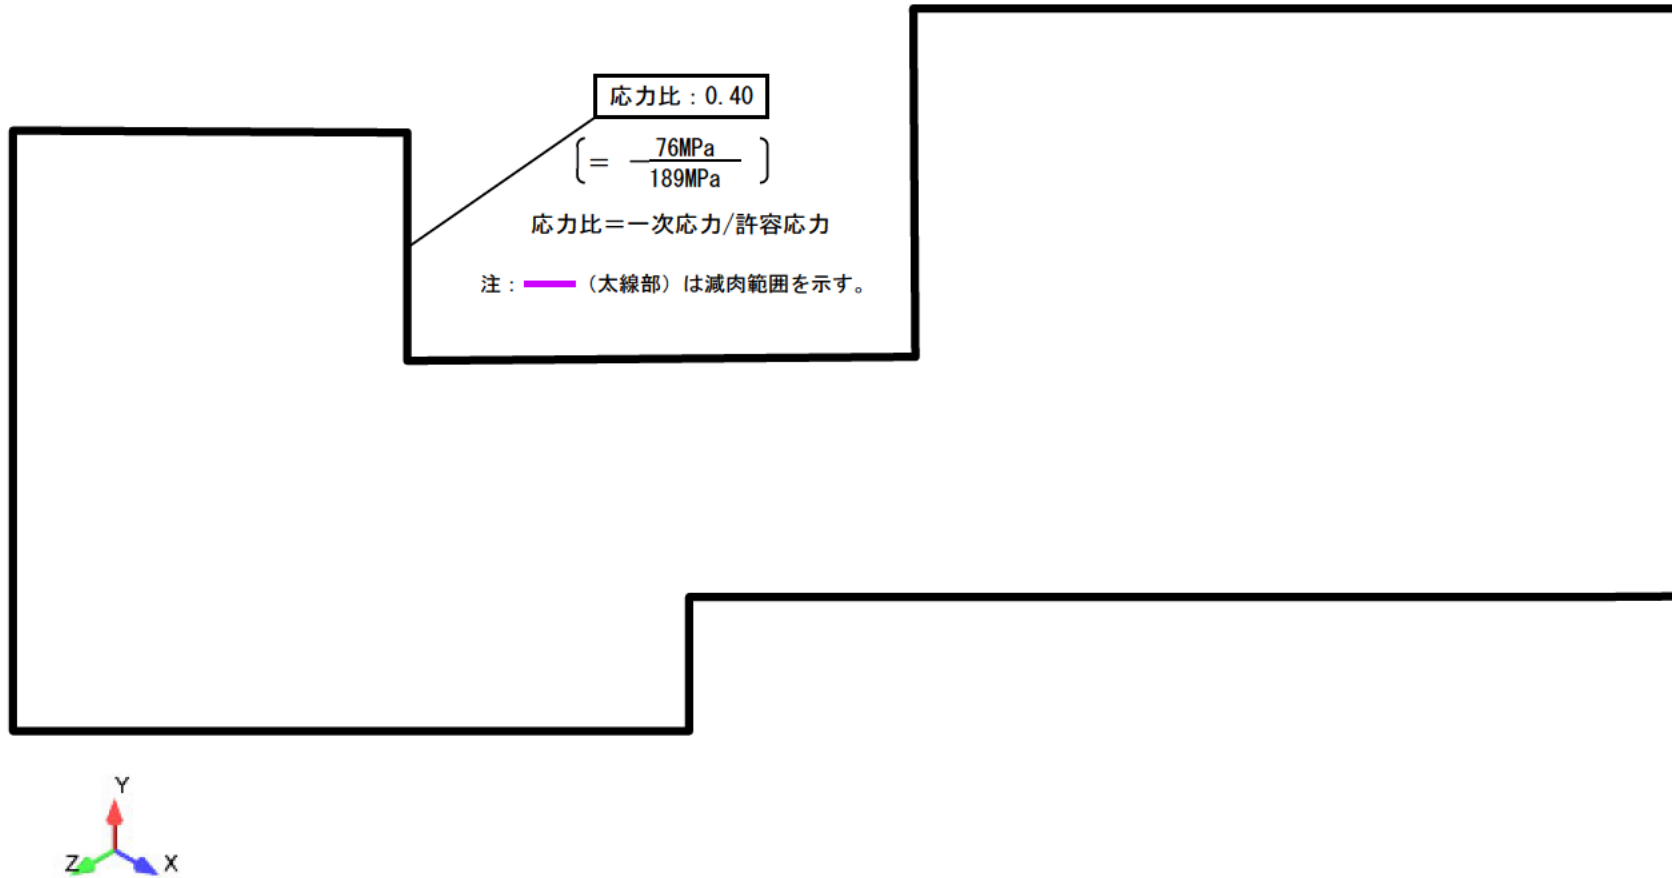 応力比：0.40
〔＝ 76MPa
189MPa 〕
応力比＝一次応力/許容応力
注： （太線部）は減肉範囲を示す。
Y
Z X